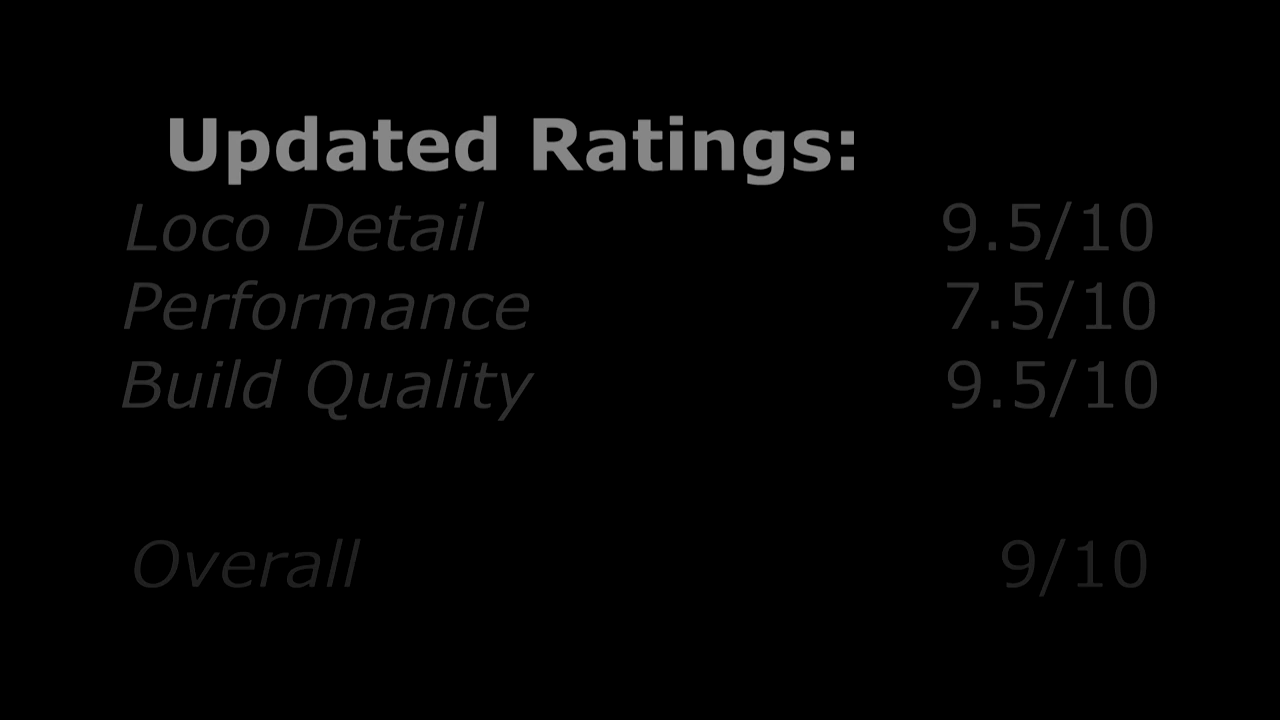 Updated Ratings:
Loco Detail 9.5/10
Performance 7.5/10
Build Quality 9.5/10
Overall 9/10